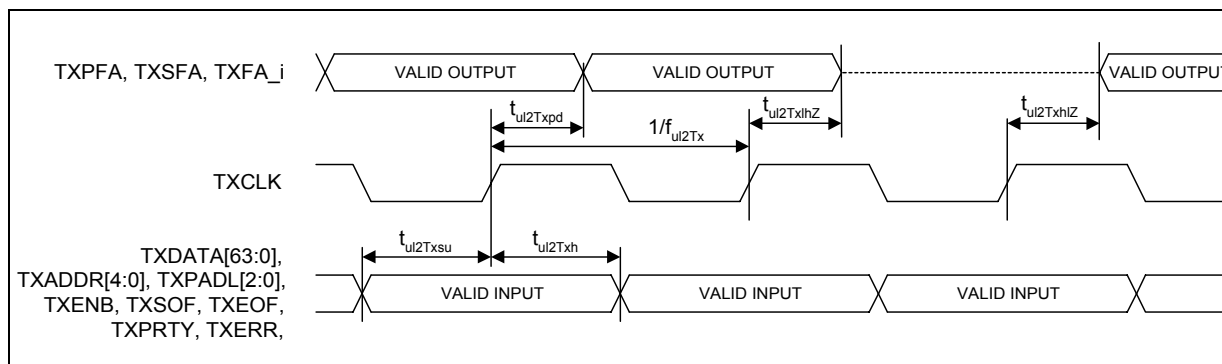 TXPFA, TXSFA, TXFA_i
VALID OUTPUT
VALID OUTPUT
VALID OUTPUT
tul2Txpd
1/ful2Tx
tul2TxlhZ
tul2TxhlZ
TXCLK
tul2Txsu
tul2Txh
TXDATA[63:0],
TXADDR[4:0], TXPADL[2:0],
TXENB, TXSOF, TXEOF,
TXPRTY, TXERR,
VALID INPUT
VALID INPUT
VALID INPUT